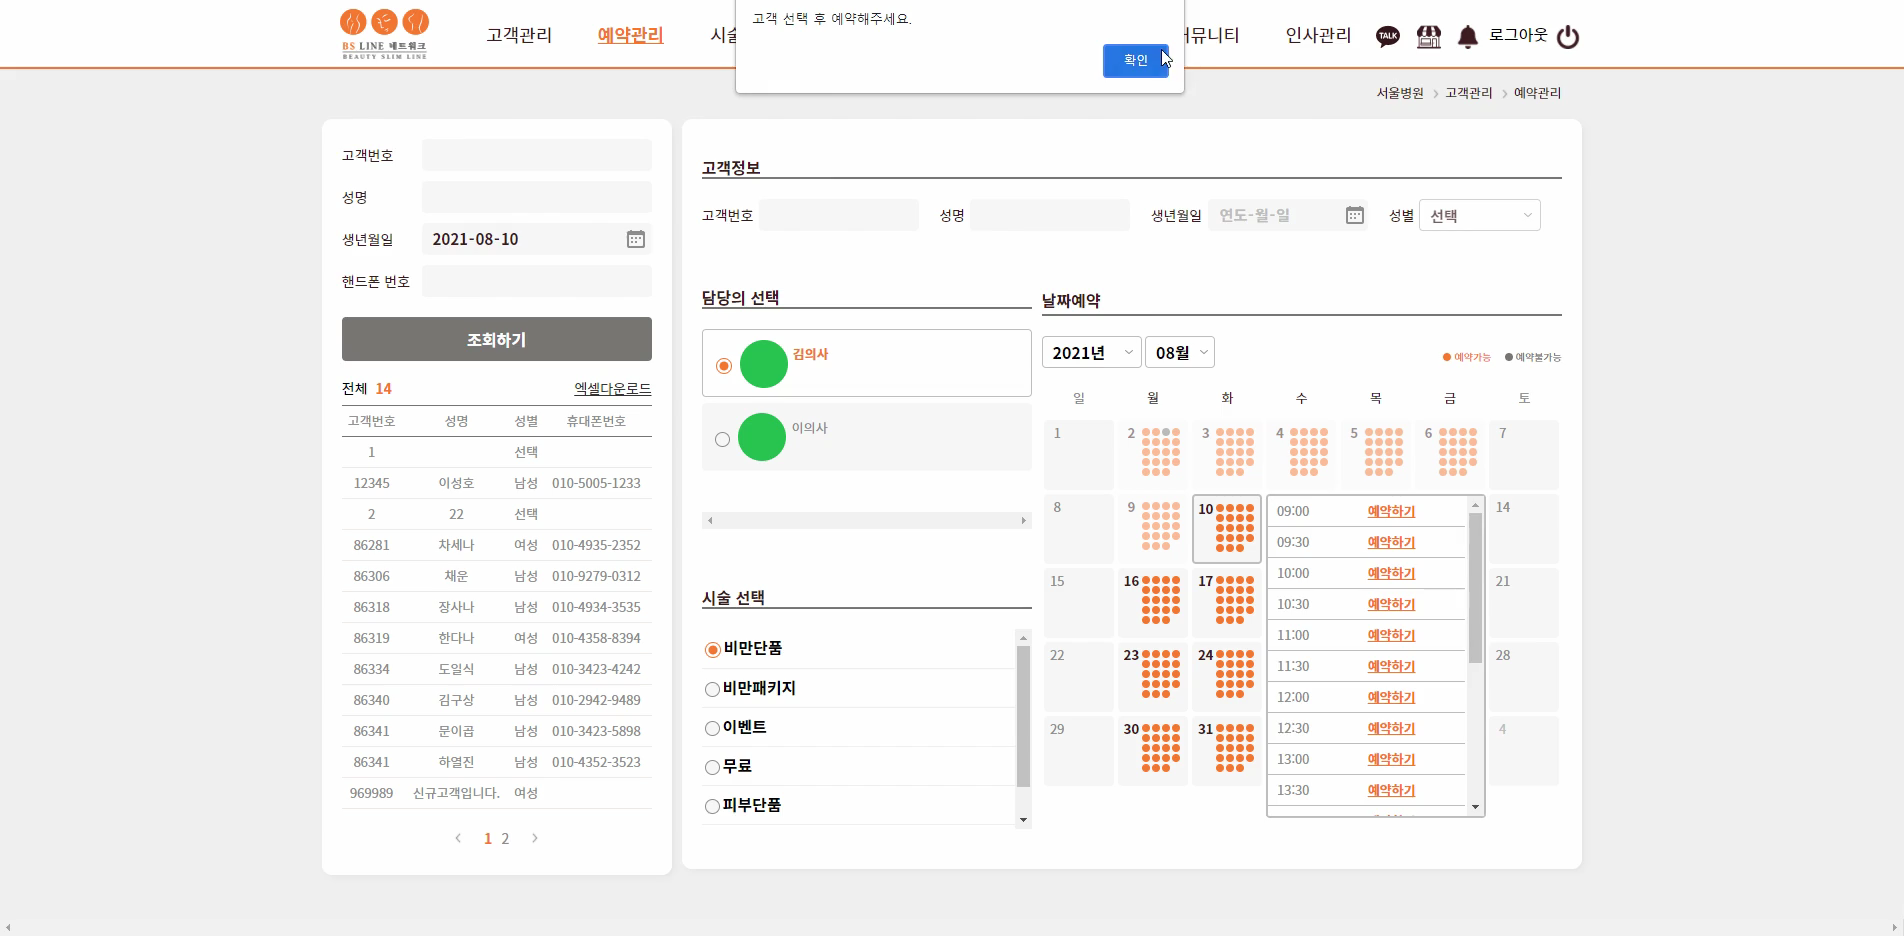 고객 선택 후 예약해주세요.
확인
BS LINE 네트워크
BEAUTY SLIM LINE
고객관리
예약관리
시술
커뮤니티
인사관리
TALK
로그아웃
서울병원 > 고객관리 > 예약관리
고객번호
성명
생년월일 2021-08-10
핸드폰 번호
조회하기
전체 14 엑셀다운로드
고객번호 성명 성별 휴대폰번호
1 선택
12345 이성호 남성 010-5005-1233
2 22 선택
86281 차세나 여성 010-4935-2352
86306 채운 남성 010-9279-0312
86318 장사나 남성 010-4934-3535
86319 한다나 여성 010-4358-8394
86334 도일식 남성 010-3423-4242
86340 김구상 남성 010-2942-9489
86341 문이곱 남성 010-3423-5898
86341 하열진 남성 010-4352-3523
969989 신규고객입니다. 여성
< 1 2 >
고객정보
고객번호 성명 생년월일 연도-월-일 성별 선택
담당의 선택
김의사
이의사
시술 선택
비만단품
비만패키지
이벤트
무료
피부단품
날짜예약
2021년 08월
예약가능 예약불가능
일 월 화 수 목 금 토
1 2 3 4 5 6 7
8 9 10 14
15 16 17 21
22 23 24 28
29 30 31 4
09:00 예약하기
09:30 예약하기
10:00 예약하기
10:30 예약하기
11:00 예약하기
11:30 예약하기
12:00 예약하기
12:30 예약하기
13:00 예약하기
13:30 예약하기